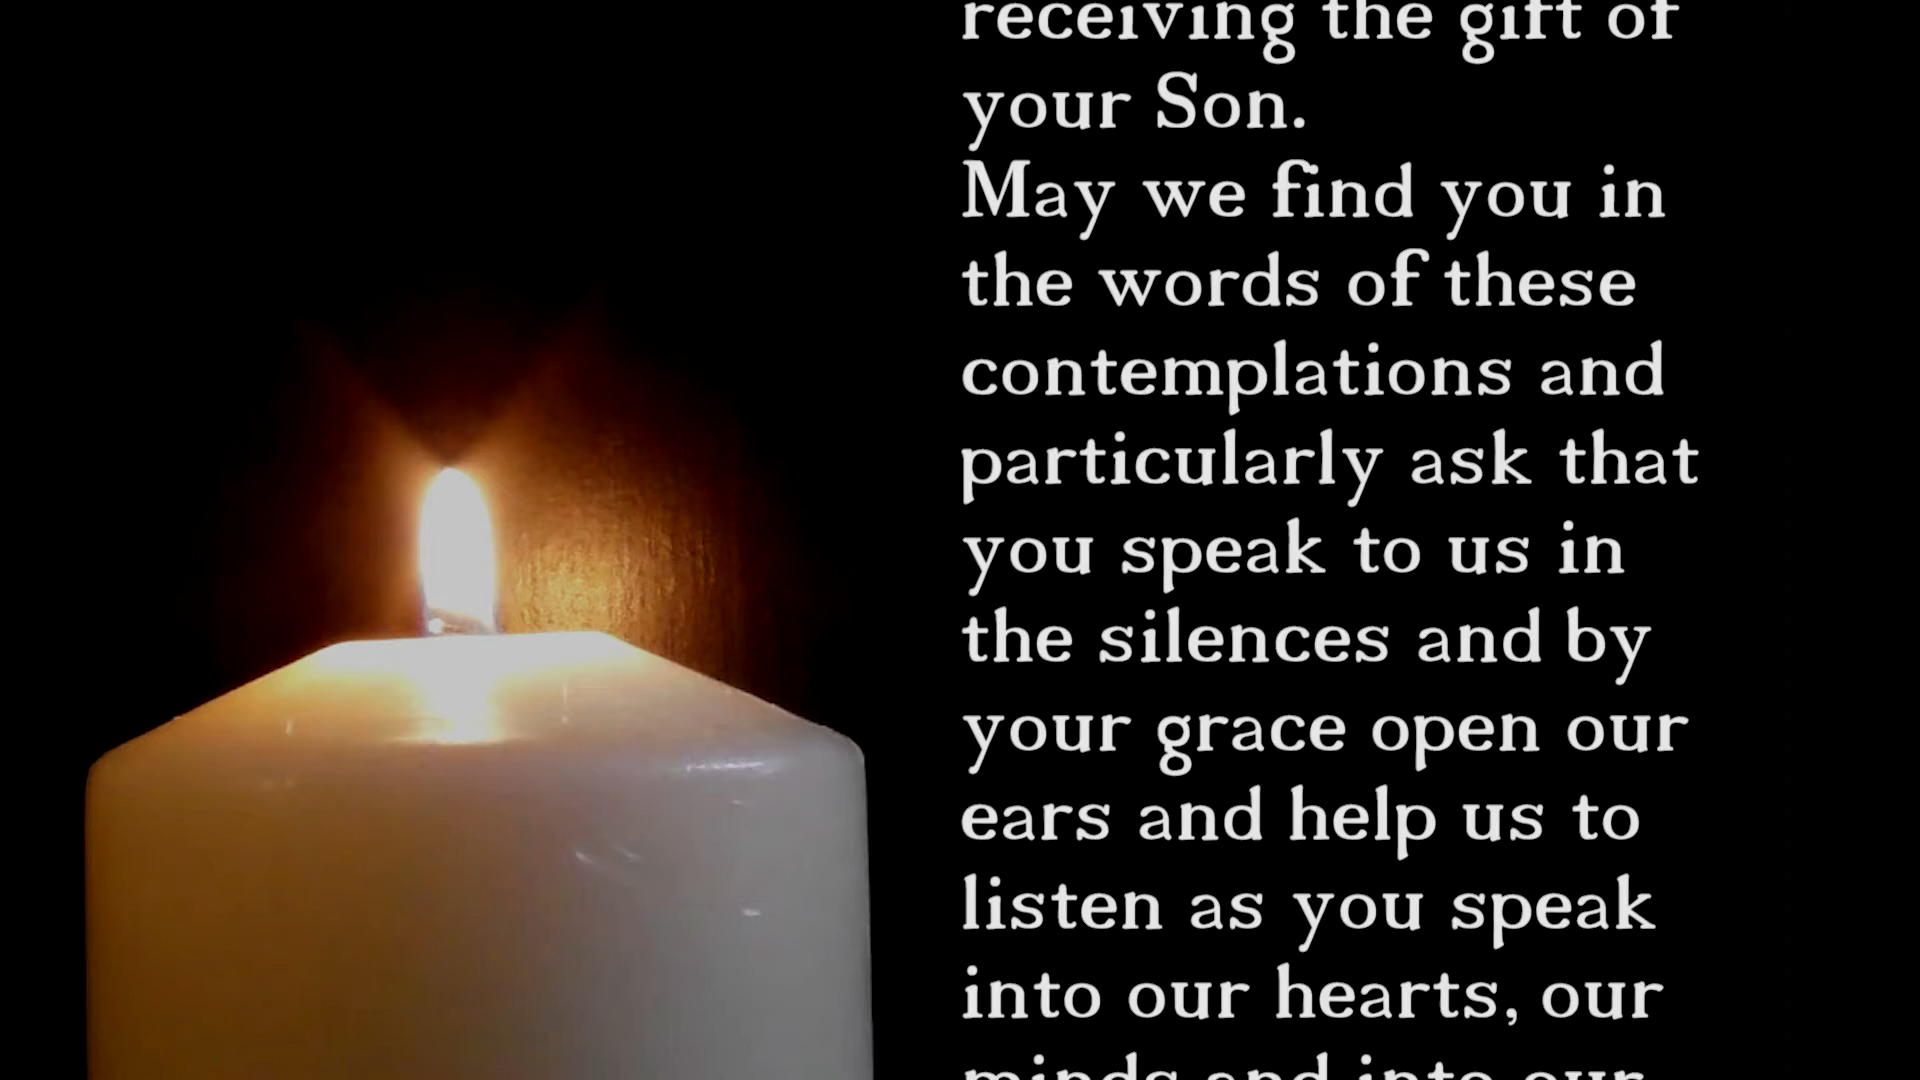 receiving the gift of
your Son.
May we find you in
the words of these
contemplations and
particularly ask that
you speak to us in
the silences and by
your grace open our
ears and help us to
listen as you speak
into our hearts, our
minds and into our